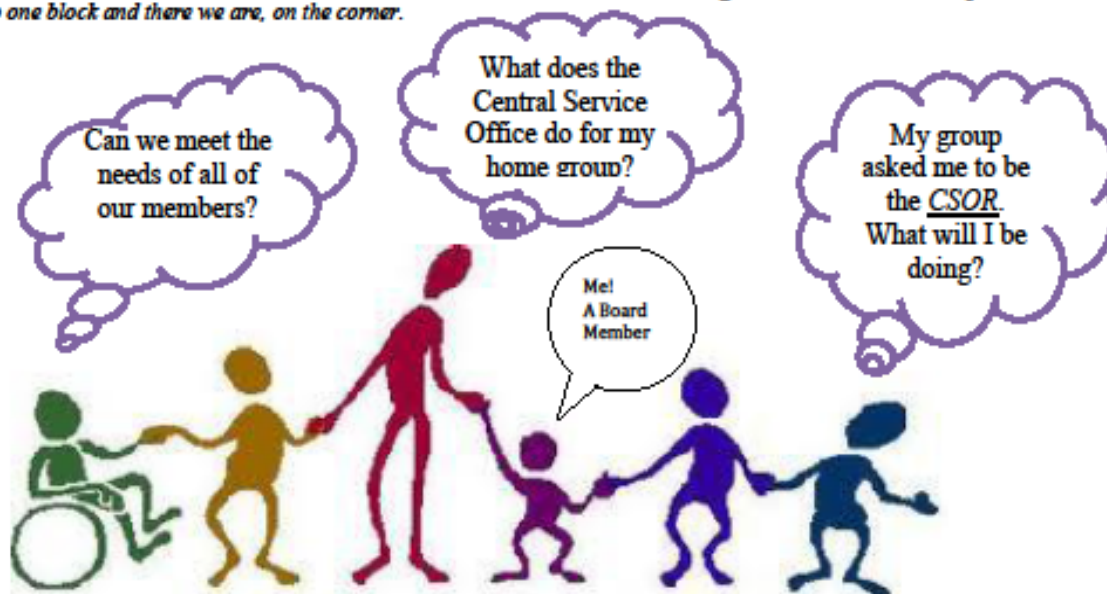 one block and there we are, on the corner.
What does the
Central Service
Office do for my
home group?
Can we meet the
needs of all of
our members?
My group
asked me to be
the CSOR.
What will I be
doing?
Me!
A Board
Member